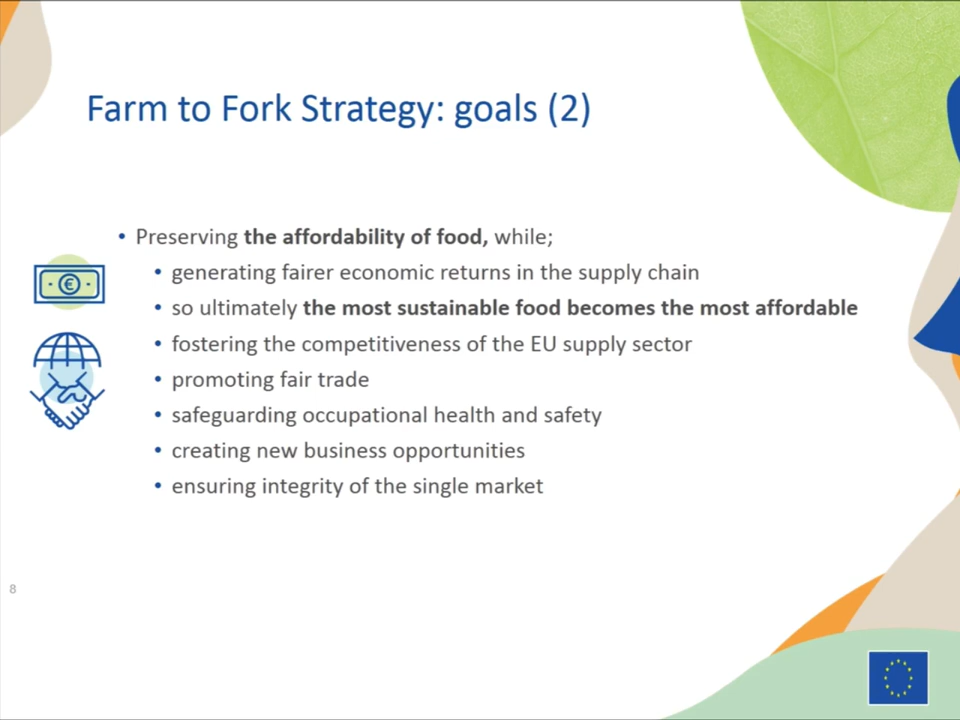 Farm to Fork Strategy: goals (2)
• Preserving the affordability of food, while;
• generating fairer economic returns in the supply chain
• so ultimately the most sustainable food becomes the most affordable
• fostering the competitiveness of the EU supply sector
• promoting fair trade
• safeguarding occupational health and safety
• creating new business opportunities
• ensuring integrity of the single market
8